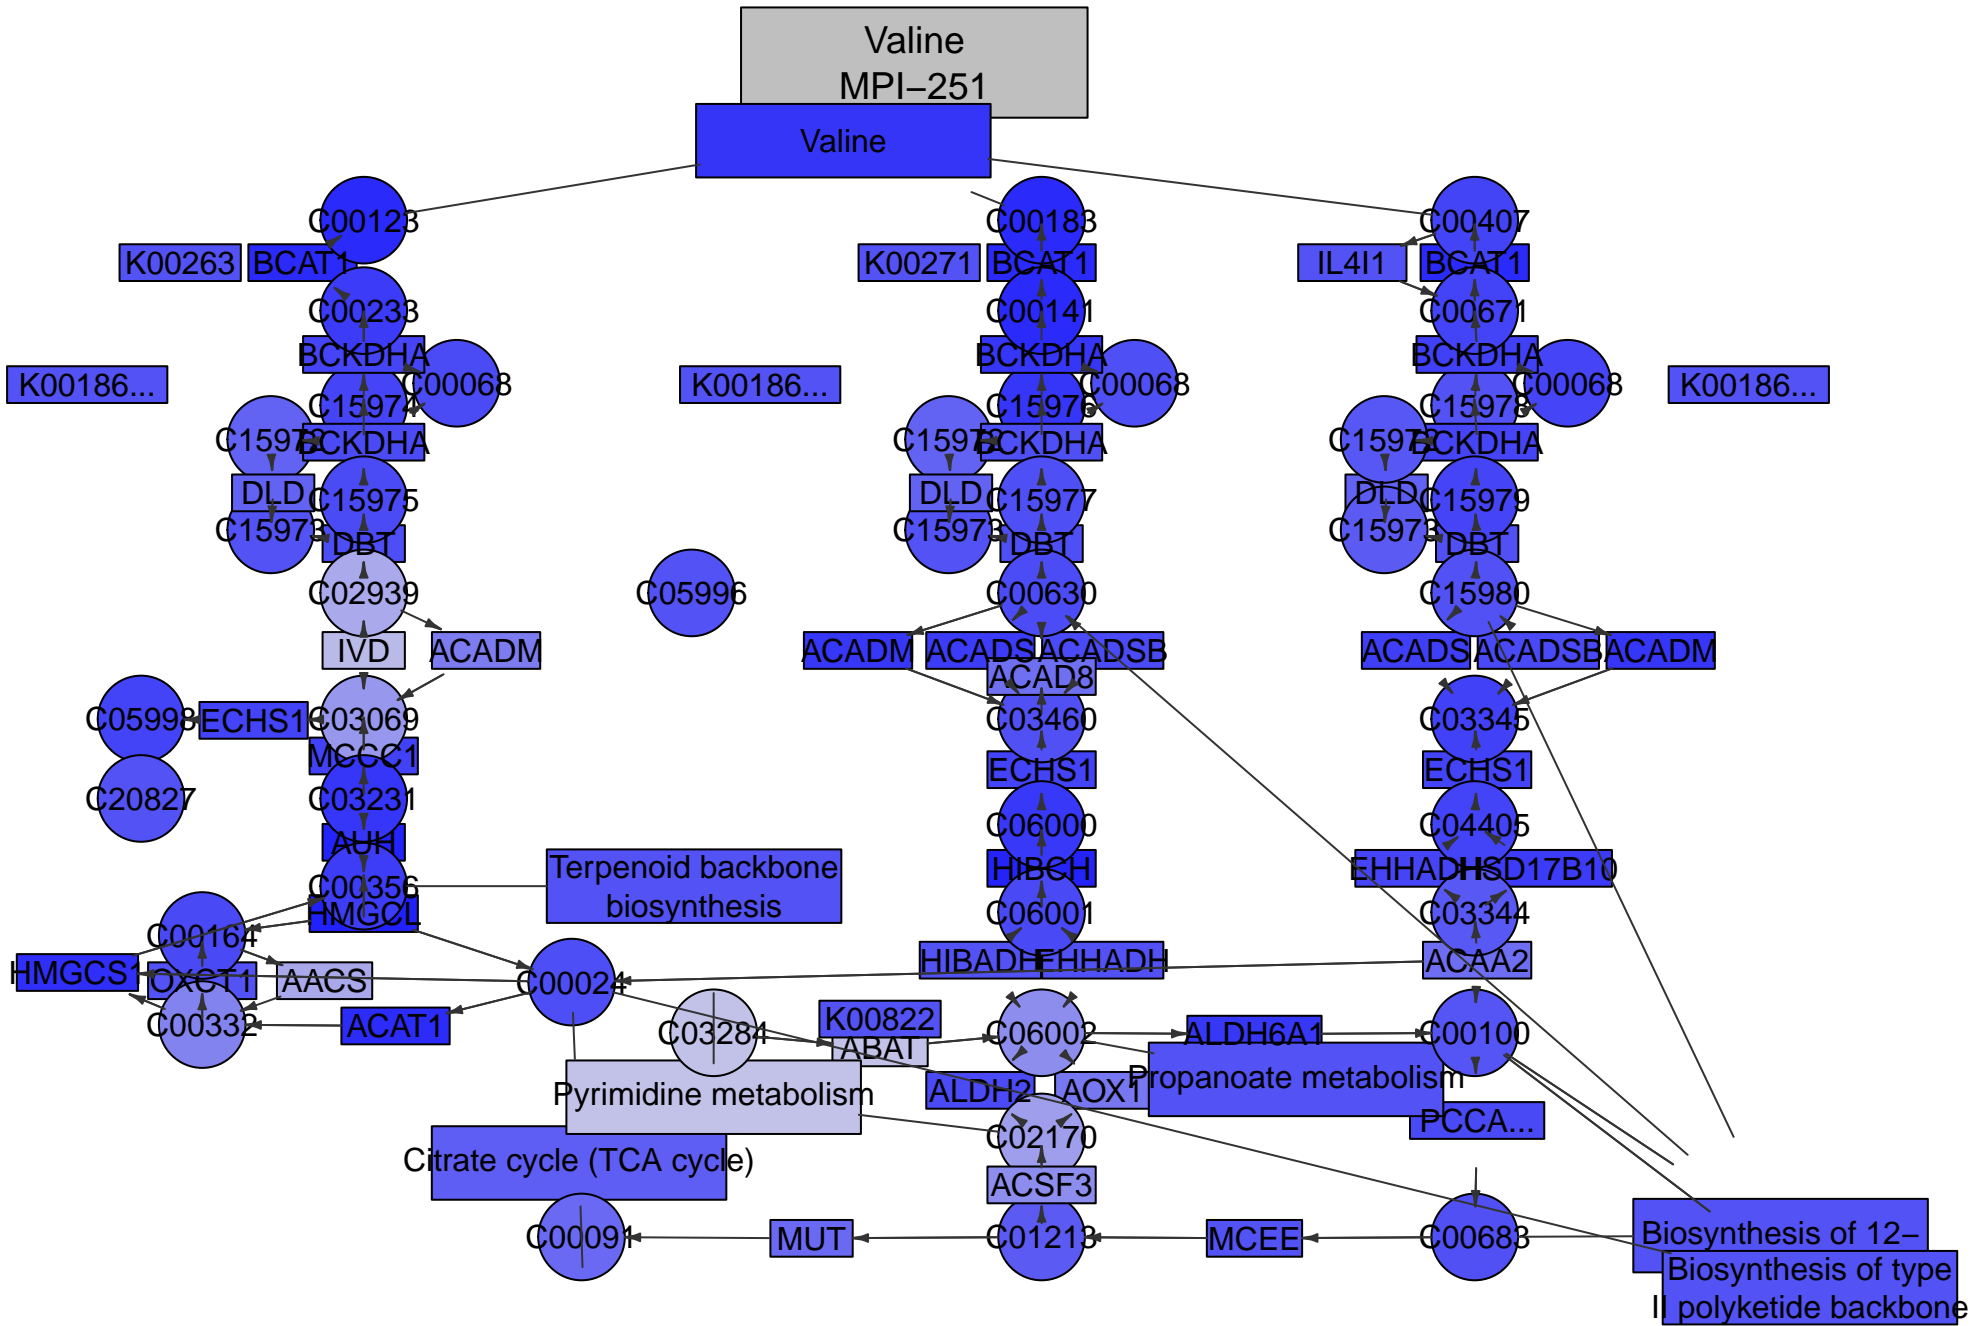 Valine
MPI−251
Valine
C00123
C00183
C00407
K00263
BCAT1
K00271
BCAT1
IL4I1
BCAT1
C00233
C00141
C00671
BCKDHA
BCKDHA
BCKDHA
K00186...
C00068
K00186...
C00068
C00068
K00186...
C15974
C15976
C15978
C15972
BCKDHA
C15972
BCKDHA
C15972
BCKDHA
DLD
C15975
DLD
C15977
DLD
C15979
C15973
DBT
C15973
DBT
C15973
DBT
C02939
C05996
C00630
C15980
IVD
ACADM
ACADM
ACADS
ACADSB
ACADS
ACADSB
ACADM
ACAD8
C05998
ECHS1
C03069
C03460
C03345
MCCC1
ECHS1
ECHS1
C20827
C03231
C06000
C04405
AUH
Terpenoid backbone
biosynthesis
HIBCH
EHHADH
HSD17B10
C00356
HMGCL
C06001
C03344
C00164
HMGCS1
OXCT1
AACS
C00024
HIBADH
EHHADH
ACAA2
C00332
ACAT1
C03284
K00822
ABAT
C06002
ALDH6A1
C00100
Pyrimidine metabolism
ALDH2
AOX1
Propanoate metabolism
PCCA...
C02170
Citrate cycle (TCA cycle)
ACSF3
C00091
MUT
C01213
MCEE
C00683
Biosynthesis of 12−
Biosynthesis of type
II polyketide backbone